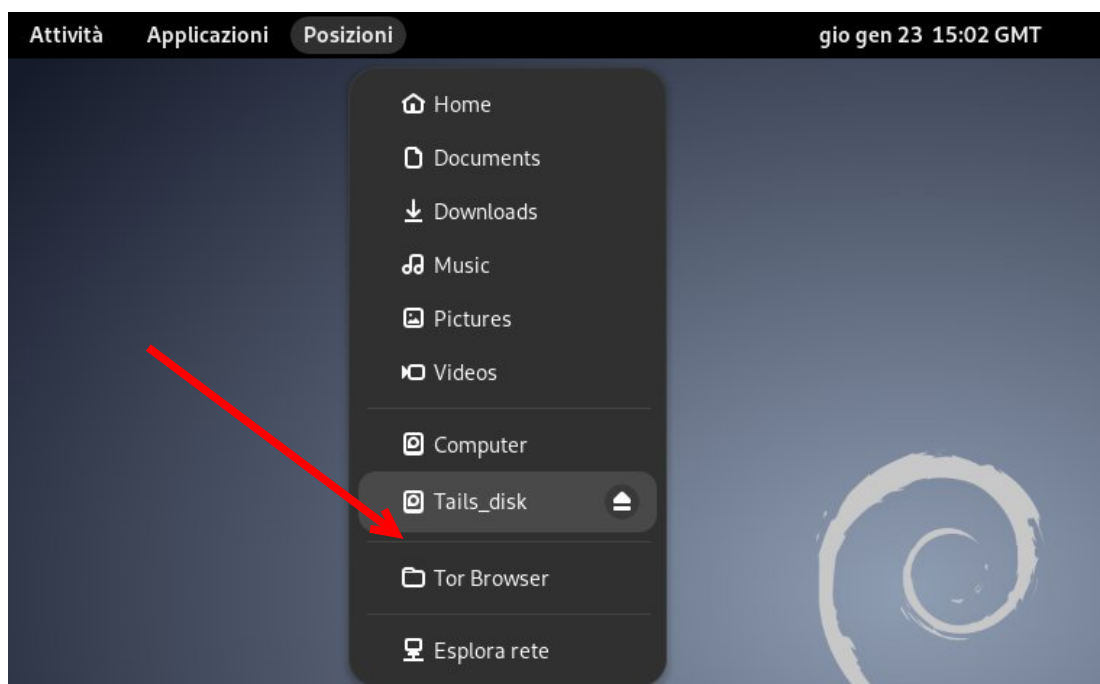 Attività Applicazioni Posizioni gio gen 23 15:02 GMT
Home
Documents
Downloads
Music
Pictures
Videos
Computer
Tails_disk
Tor Browser
Esplora rete